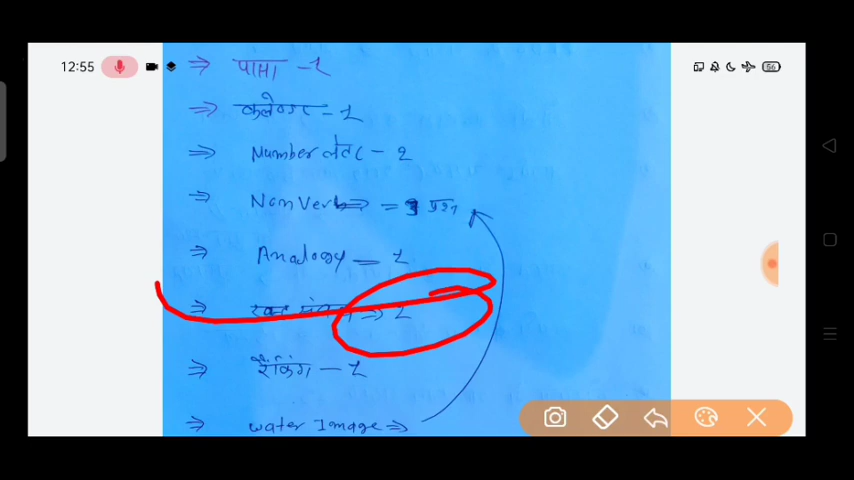 12:55
56
⇒ पासा - 1
⇒ कलेण्डर - 1
⇒ Number लेटर - 2
⇒ Non Verb ⇒ = प्रश्न
⇒ Analogy = 1
⇒ रक्त संबंध ⇒ 1
⇒ रैंकिंग - 1
⇒ water Image ⇒